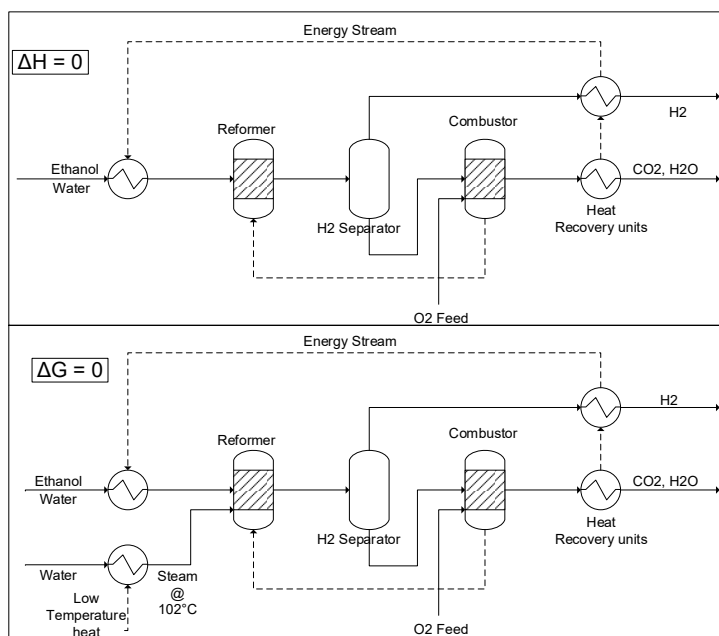 Energy Stream
ΔH = 0
H2
Reformer
Combustor
Ethanol
Water
CO2, H2O
H2 Separator
Heat
Recovery units
O2 Feed
Energy Stream
ΔG = 0
H2
Reformer
Combustor
Ethanol
Water
CO2, H2O
H2 Separator
Heat
Recovery units
Water
Steam
@
102°C
Low
Temperature
heat
O2 Feed